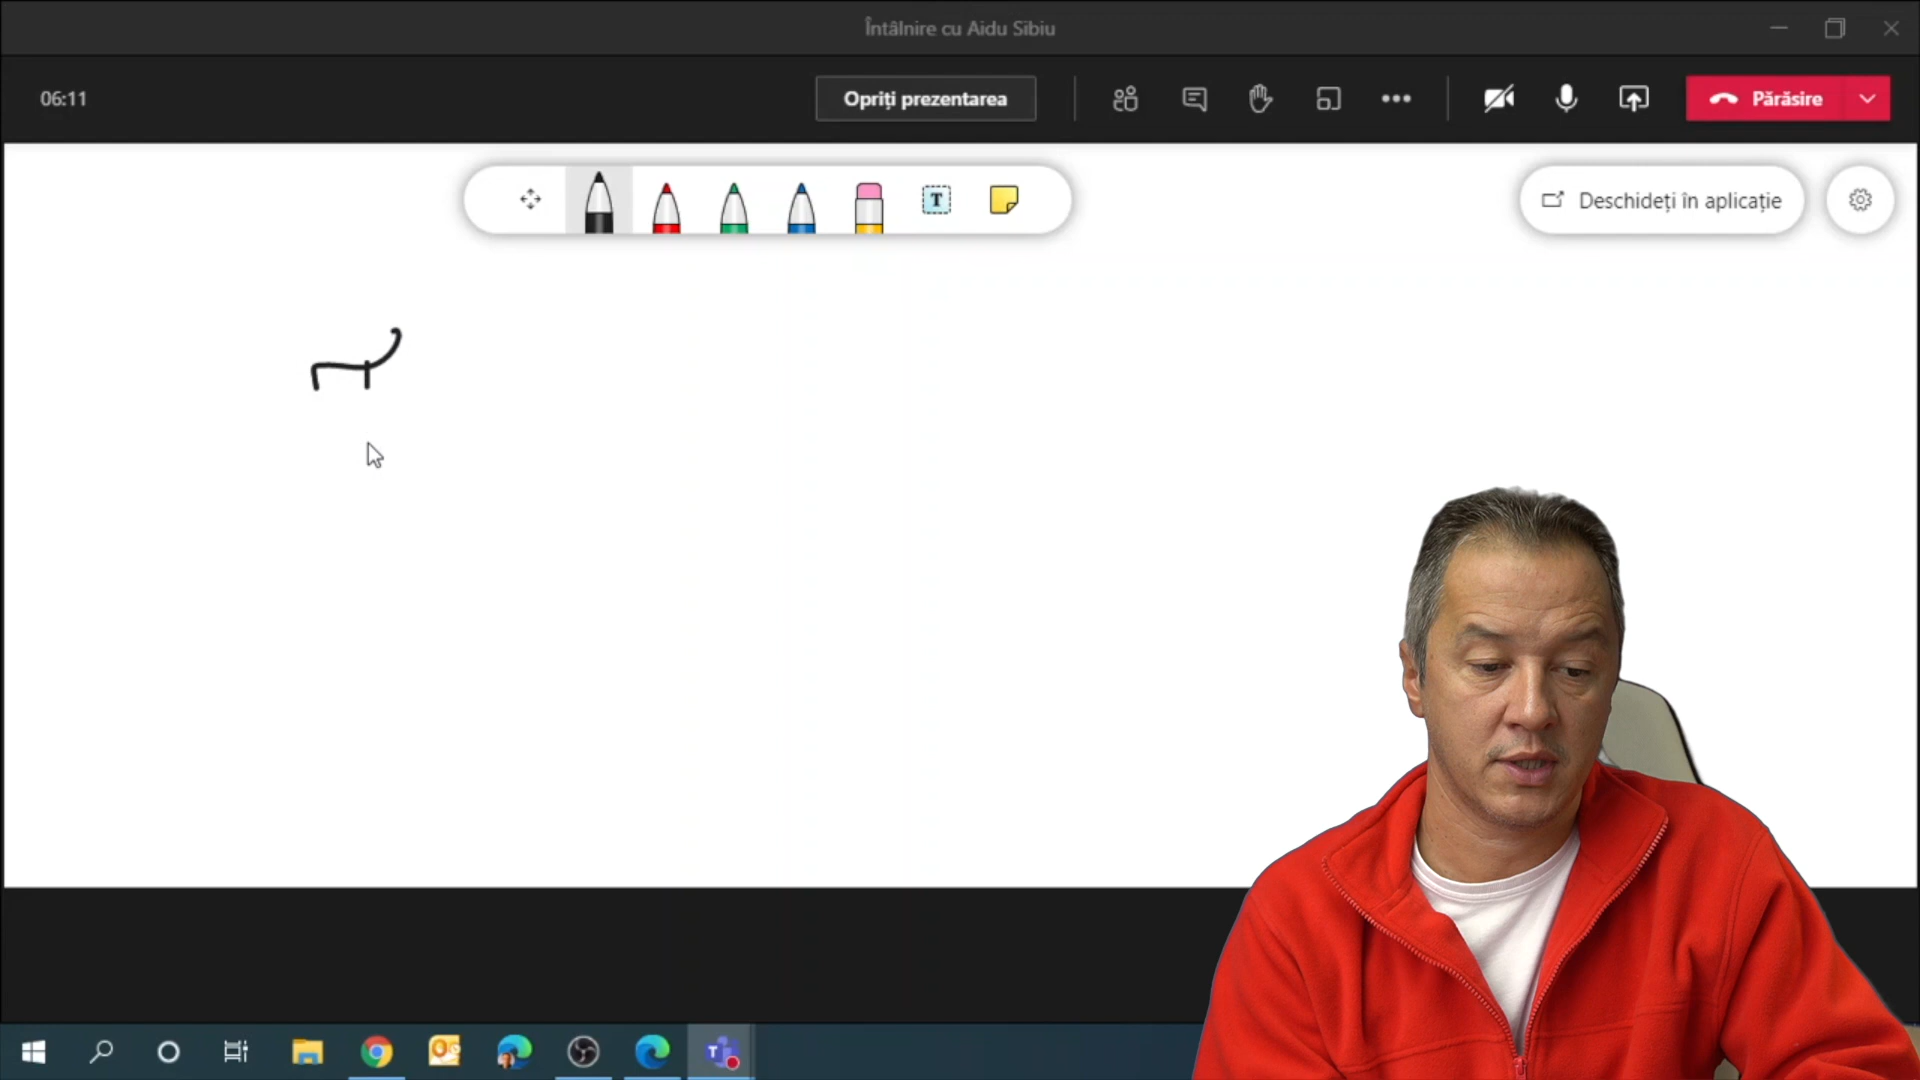 Întâlnire cu Aidu Sibiu
06:11
Opriți prezentarea
Părăsire
T
Deschideți în aplicație